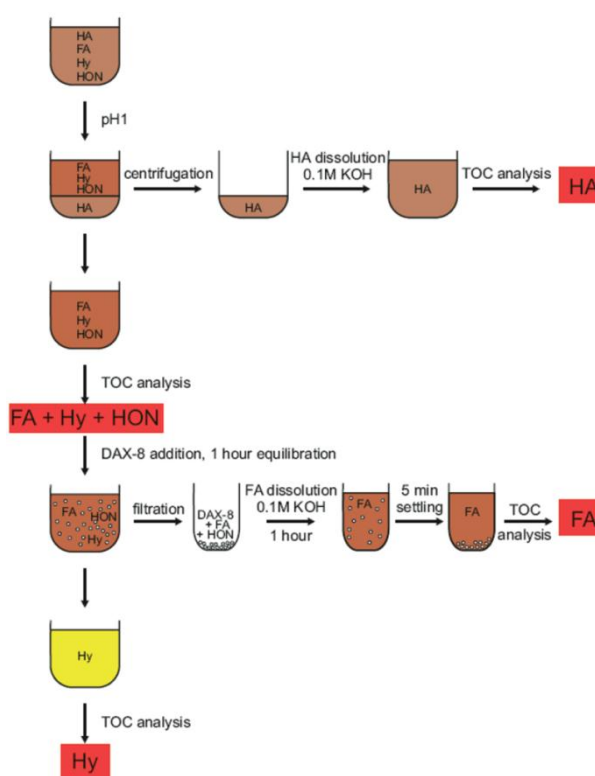 HA
FA
Hy
HON
pH1
FA
Hy
HON
HA
centrifugation
HA
HA dissolution
0.1M KOH
HA
TOC analysis
HA
FA
Hy
HON
TOC analysis
FA + Hy + HON
DAX-8 addition, 1 hour equilibration
FA
HON
Hy
filtration
DAX-8
+ FA
+ HON
FA dissolution
0.1M KOH
1 hour
FA
5 min
settling
FA
TOC
analysis
FA
Hy
TOC analysis
Hy